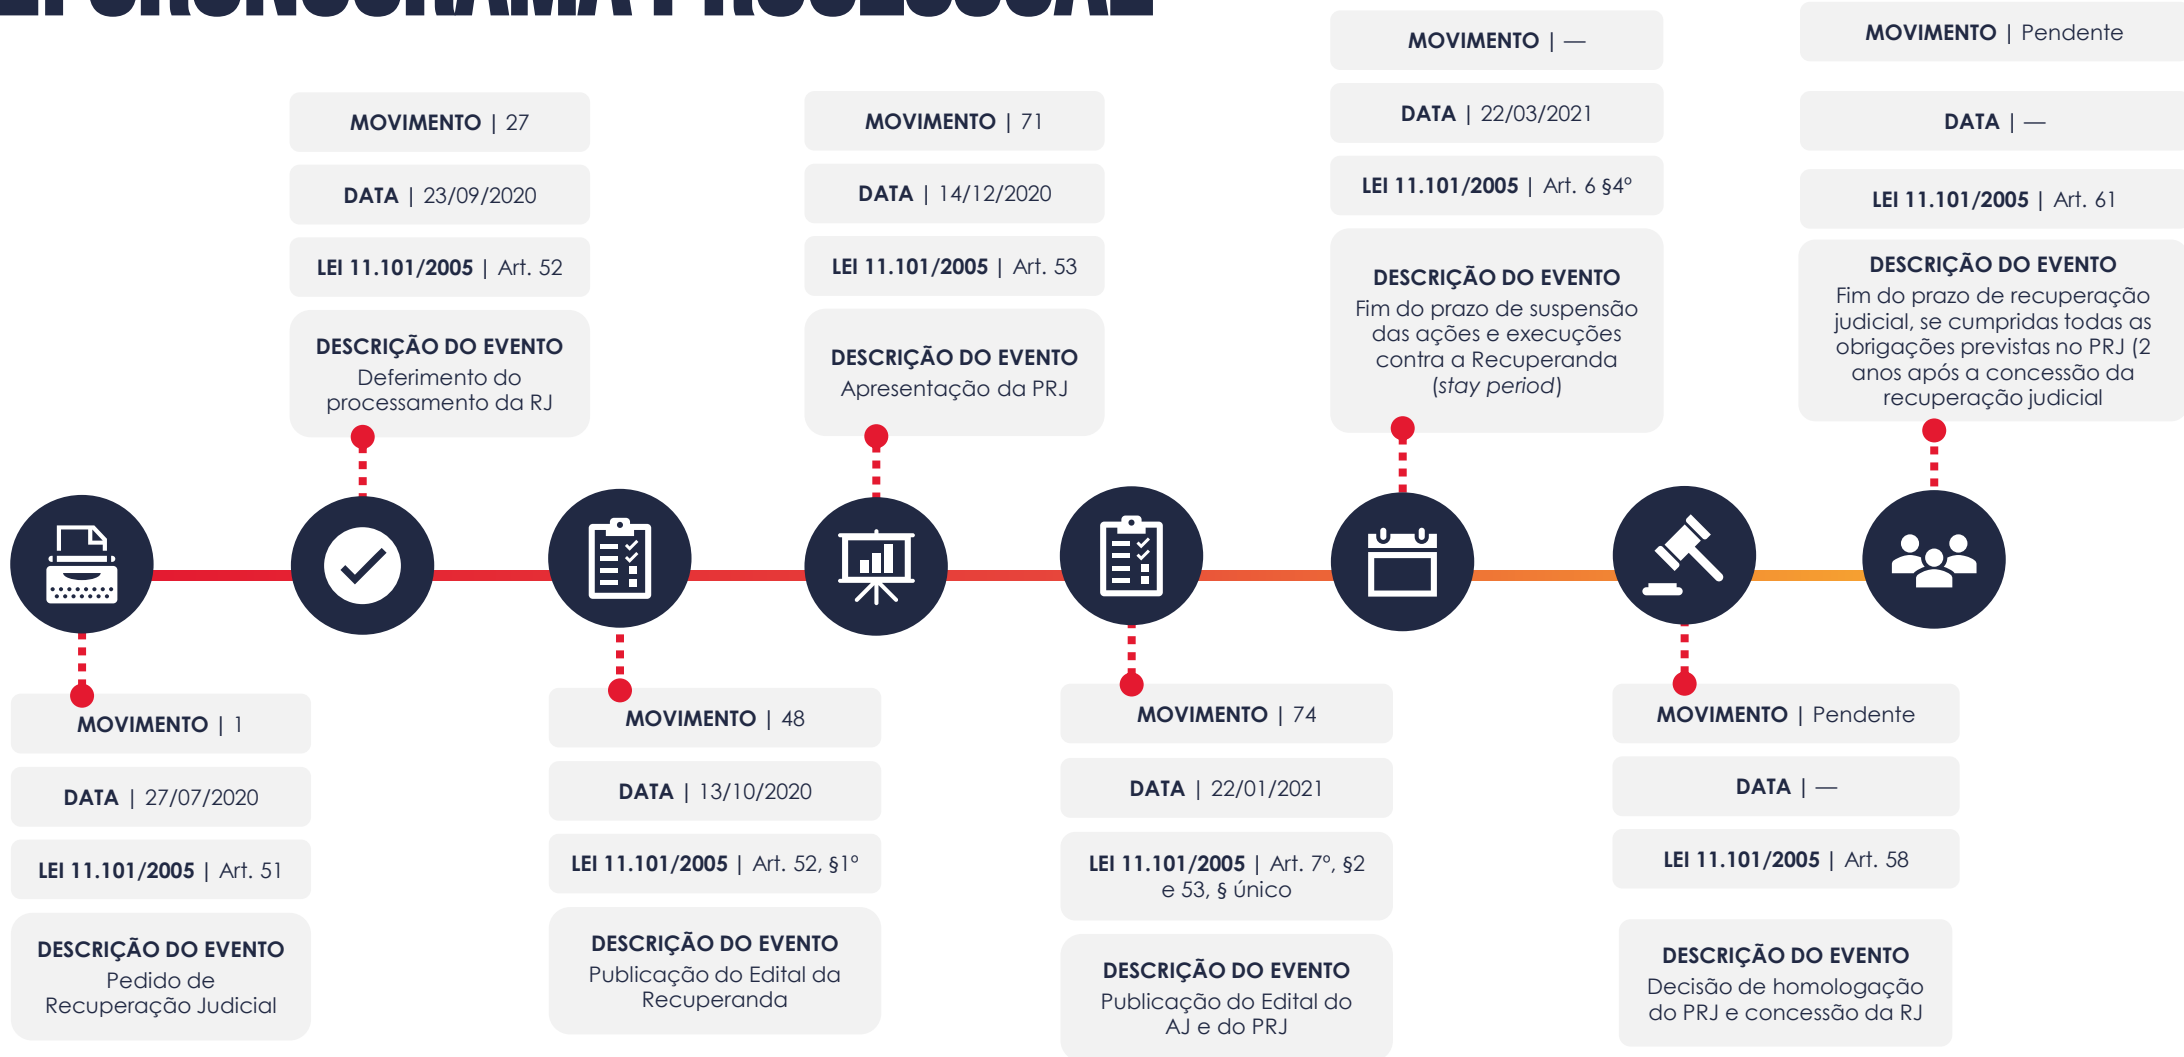 CRONOGRAMA PROCESSUAL
MOVIMENTO | 1
DATA | 27/07/2020
LEI 11.101/2005 | Art. 51
DESCRIÇÃO DO EVENTO
Pedido de
Recuperação Judicial
MOVIMENTO | 27
DATA | 23/09/2020
LEI 11.101/2005 | Art. 52
DESCRIÇÃO DO EVENTO
Deferimento do
processamento da RJ
MOVIMENTO | 48
DATA | 13/10/2020
LEI 11.101/2005 | Art. 52, §1º
DESCRIÇÃO DO EVENTO
Publicação do Edital da
Recuperanda
MOVIMENTO | 71
DATA | 14/12/2020
LEI 11.101/2005 | Art. 53
DESCRIÇÃO DO EVENTO
Apresentação da PRJ
MOVIMENTO | 74
DATA | 22/01/2021
LEI 11.101/2005 | Art. 7º, §2
e 53, § único
DESCRIÇÃO DO EVENTO
Publicação do Edital do
AJ e do PRJ
MOVIMENTO | —
DATA | 22/03/2021
LEI 11.101/2005 | Art. 6 §4º
DESCRIÇÃO DO EVENTO
Fim do prazo de suspensão
das ações e execuções
contra a Recuperanda
(stay period)
MOVIMENTO | Pendente
DATA | —
LEI 11.101/2005 | Art. 58
DESCRIÇÃO DO EVENTO
Decisão de homologação
do PRJ e concessão da RJ
MOVIMENTO | Pendente
DATA | —
LEI 11.101/2005 | Art. 61
DESCRIÇÃO DO EVENTO
Fim do prazo de recuperação
judicial, se cumpridas todas as
obrigações previstas no PRJ (2
anos após a concessão da
recuperação judicial